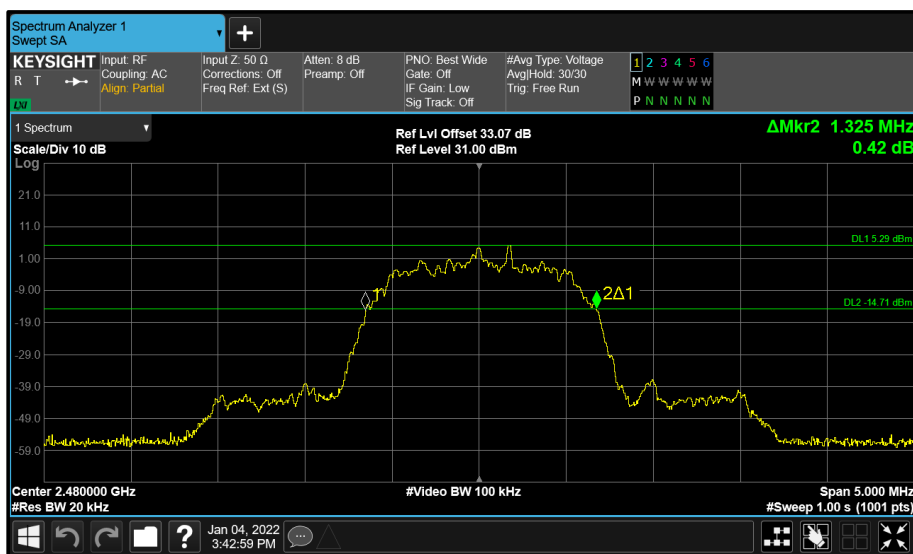 Spectrum Analyzer 1
Swept SA
+
KEYSIGHT Input: RF Input Z: 50 Ω Atten: 8 dB PNO: Best Wide #Avg Type: Voltage 1 2 3 4 5 6
R T Coupling: AC Corrections: Off Preamp: Off Gate: Off Avg|Hold: 30/30 M W W W W W
Align: Partial Freq Ref: Ext (S) IF Gain: Low Trig: Free Run
LXI Sig Track: Off P N N N N N
1 Spectrum Ref Lvl Offset 33.07 dB ΔMkr2 1.325 MHz
Scale/Div 10 dB Ref Level 31.00 dBm 0.42 dB
Log
21.0
11.0
DL1 5.29 dBm
1.00
-9.00
1 2Δ1
DL2 -14.71 dBm
-19.0
-29.0
-39.0
-49.0
-59.0
Center 2.480000 GHz #Video BW 100 kHz Span 5.000 MHz
#Res BW 20 kHz #Sweep 1.00 s (1001 pts)
? Jan 04, 2022
3:42:59 PM